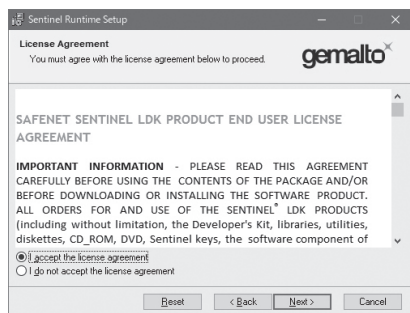 Sentinel Runtime Setup
License Agreement
You must agree with the license agreement below to proceed.
gemalto
SAFENET SENTINEL LDK PRODUCT END USER LICENSE
AGREEMENT
IMPORTANT INFORMATION - PLEASE READ THIS AGREEMENT
CAREFULLY BEFORE USING THE CONTENTS OF THE PACKAGE AND/OR
BEFORE DOWNLOADING OR INSTALLING THE SOFTWARE PRODUCT.
ALL ORDERS FOR AND USE OF THE SENTINEL® LDK PRODUCTS
(including without limitation, the Developer's Kit, libraries, utilities,
diskettes, CD_ROM, DVD, Sentinel keys, the software component of
I accept the license agreement
I do not accept the license agreement
Reset < Back Next > Cancel